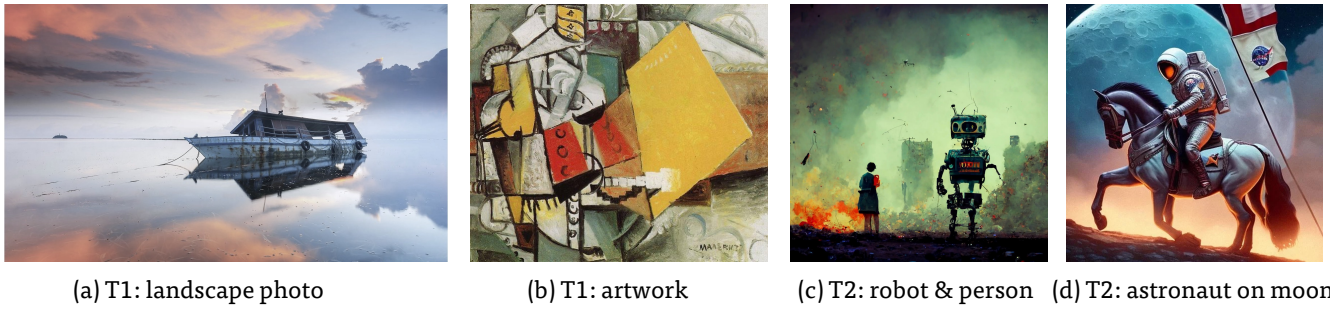 (a) T1: landscape photo
(b) T1: artwork
(c) T2: robot & person
(d) T2: astronaut on moon